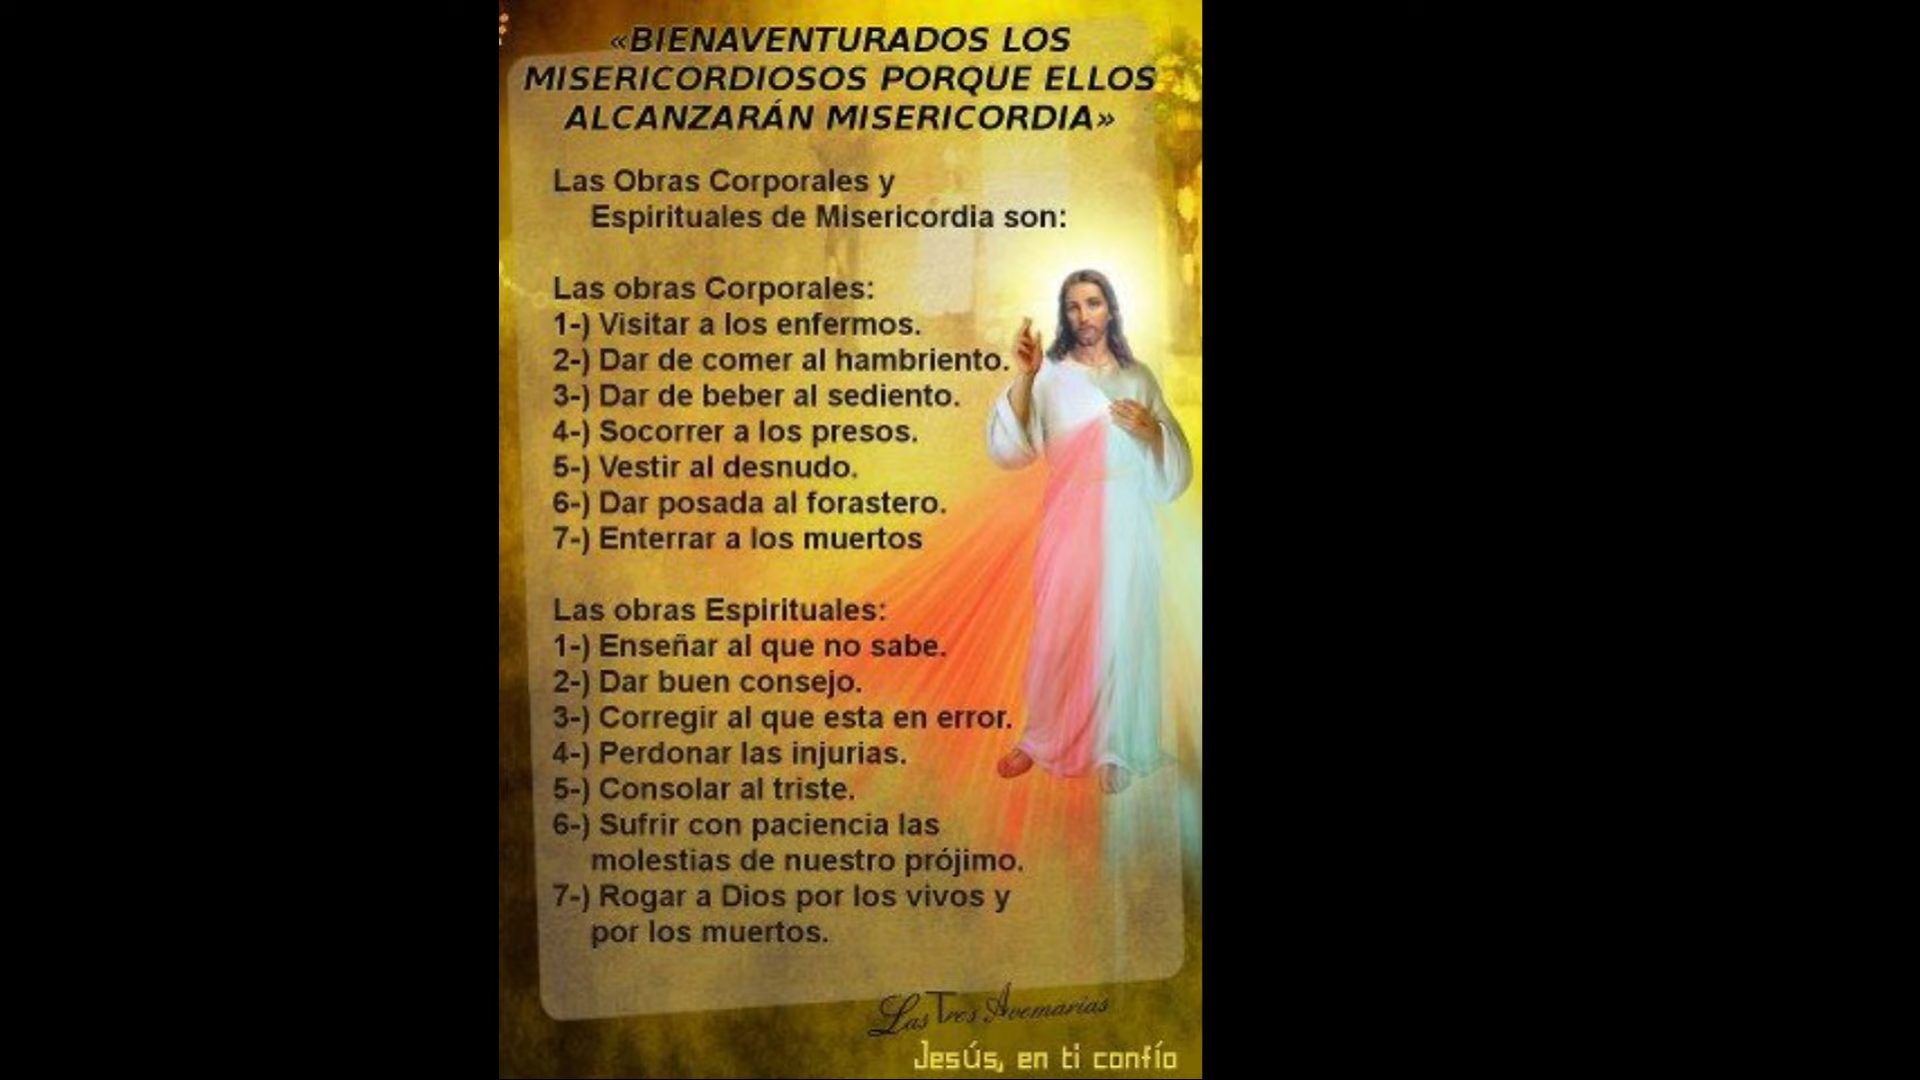 «BIENAVENTURADOS LOS
MISERICORDIOSOS PORQUE ELLOS
ALCANZARÁN MISERICORDIA»
Las Obras Corporales y
Espirituales de Misericordia son:
Las obras Corporales:
1-) Visitar a los enfermos.
2-) Dar de comer al hambriento.
3-) Dar de beber al sediento.
4-) Socorrer a los presos.
5-) Vestir al desnudo.
6-) Dar posada al forastero.
7-) Enterrar a los muertos
Las obras Espirituales:
1-) Enseñar al que no sabe.
2-) Dar buen consejo.
3-) Corregir al que esta en error.
4-) Perdonar las injurias.
5-) Consolar al triste.
6-) Sufrir con paciencia las
molestias de nuestro prójimo.
7-) Rogar a Dios por los vivos y
por los muertos.
Las Tres Avemarías
Jesús, en ti confío